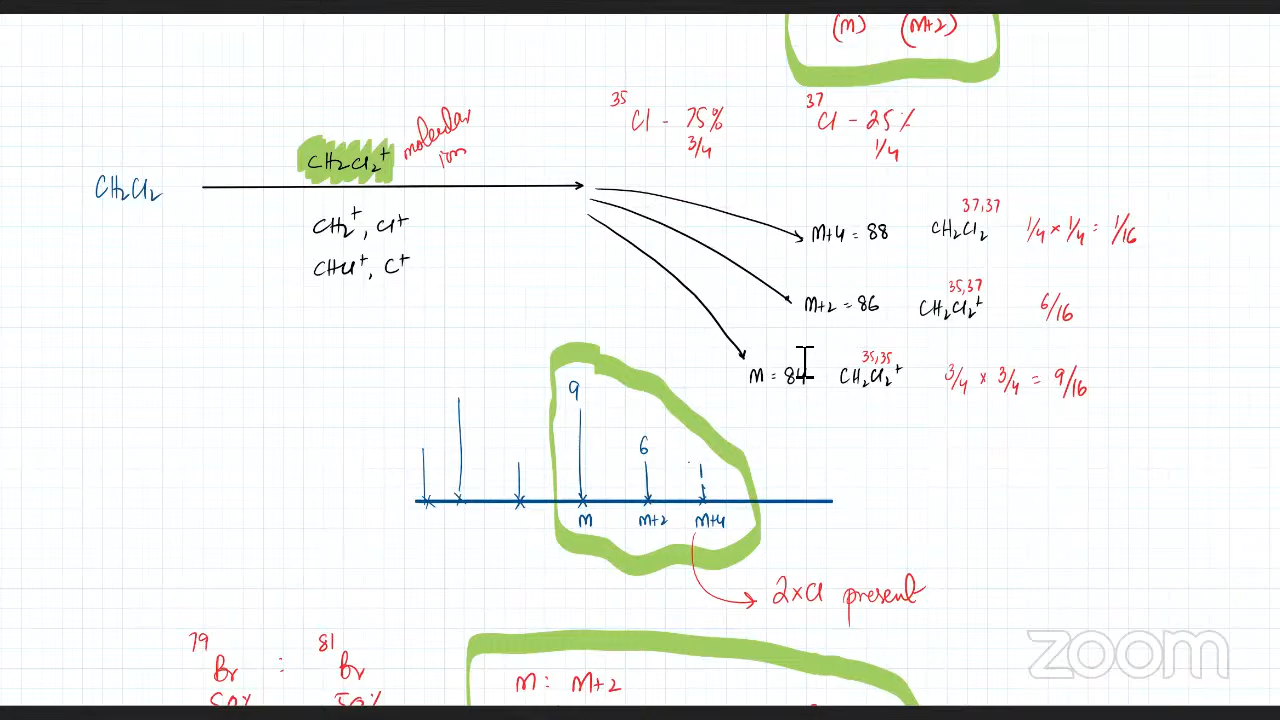 (M) (M+2)
35Cl - 75% 37Cl - 25%
3/4 1/4
CH2Cl2+ molecular ion
CH2Cl2
CH2+, Cl+
CHCl+, C+
M+4 = 88 CH2Cl2 37,37 1/4 × 1/4 = 1/16
M+2 = 86 CH2Cl2+ 35,37 6/16
M = 84 CH2Cl2+ 35,35 3/4 × 3/4 = 9/16
9 6 1
M M+2 M+4
2×Cl present
79Br : 81Br
50% 50%
M : M+2
zoom